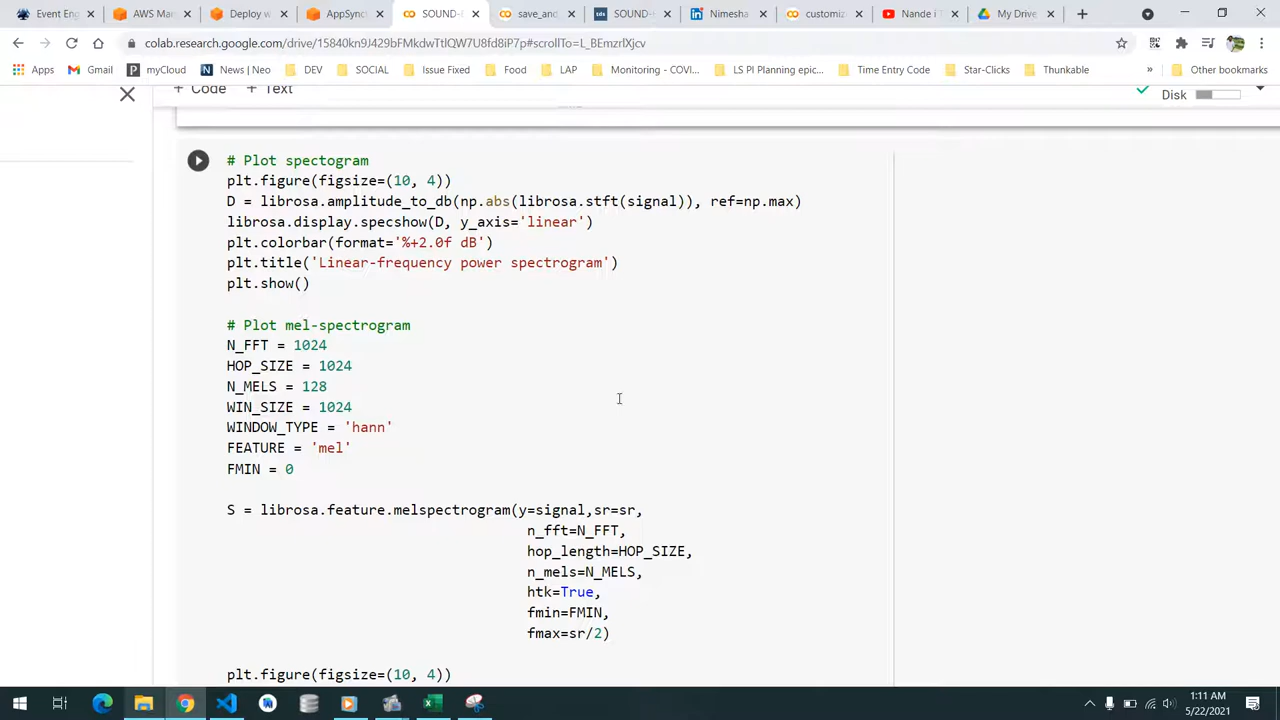 Event Eng
AWS Man
Deploy w
AppSync
SOUND-E
save_and
tds
SOUND-E
in
Nimesha
customiz
Nande i T
My Drive
colab.research.google.com/drive/15840kn9J429bFMkdwTtlQW7U8fd8iP7p#scrollTo=L_BEmzrlXjcv
Apps
Gmail
myCloud
News | Neo
DEV
SOCIAL
Issue Fixed
Food
LAP
Monitoring - COVI...
LS PI Planning epic...
Time Entry Code
Star-Clicks
Thunkable
»
Other bookmarks
+ Code
+ Text
Disk
# Plot spectogram
plt.figure(figsize=(10, 4))
D = librosa.amplitude_to_db(np.abs(librosa.stft(signal)), ref=np.max)
librosa.display.specshow(D, y_axis='linear')
plt.colorbar(format='%+2.0f dB')
plt.title('Linear-frequency power spectrogram')
plt.show()
# Plot mel-spectrogram
N_FFT = 1024
HOP_SIZE = 1024
N_MELS = 128
WIN_SIZE = 1024
WINDOW_TYPE = 'hann'
FEATURE = 'mel'
FMIN = 0
S = librosa.feature.melspectrogram(y=signal,sr=sr,
n_fft=N_FFT,
hop_length=HOP_SIZE,
n_mels=N_MELS,
htk=True,
fmin=FMIN,
fmax=sr/2)
plt.figure(figsize=(10, 4))
1:11 AM
5/22/2021